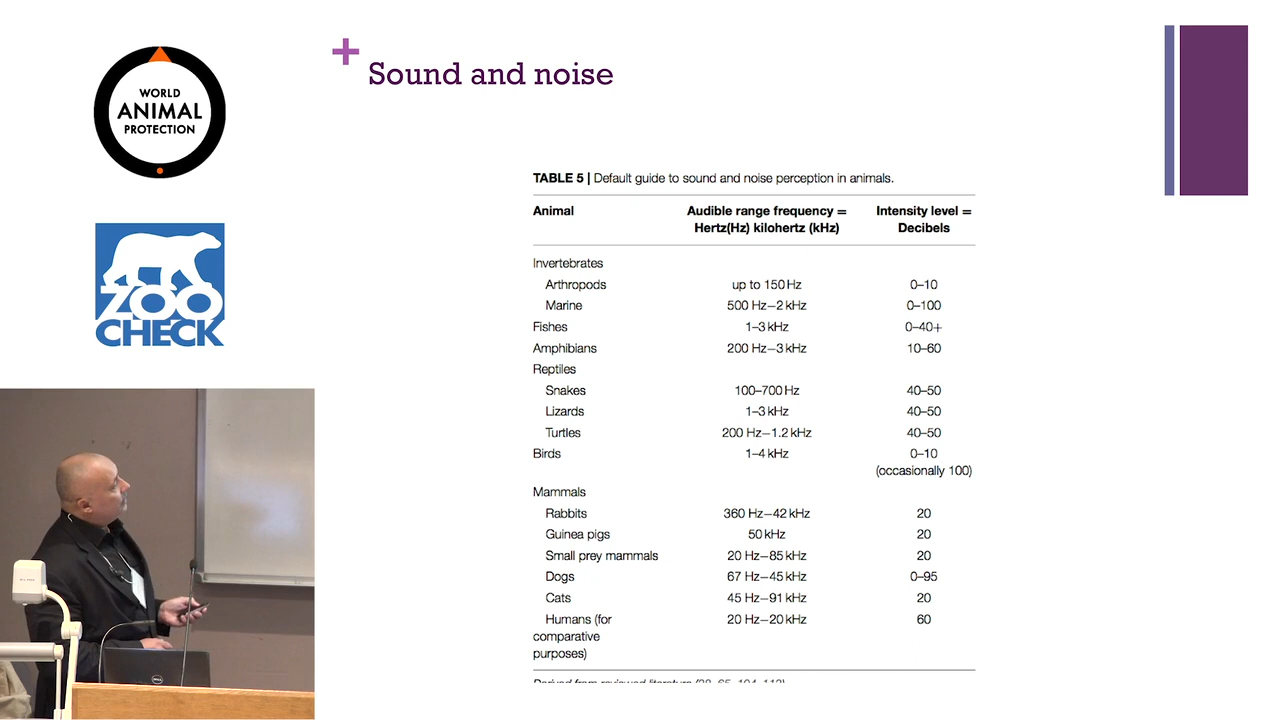 WORLD
ANIMAL
PROTECTION
ZOO
CHECK
+ Sound and noise
TABLE 5 | Default guide to sound and noise perception in animals.
Animal Audible range frequency = Intensity level =
Hertz(Hz) kilohertz (kHz) Decibels
Invertebrates
Arthropods up to 150 Hz 0–10
Marine 500 Hz–2 kHz 0–100
Fishes 1–3 kHz 0–40+
Amphibians 200 Hz–3 kHz 10–60
Reptiles
Snakes 100–700 Hz 40–50
Lizards 1–3 kHz 40–50
Turtles 200 Hz–1.2 kHz 40–50
Birds 1–4 kHz 0–10
(occasionally 100)
Mammals
Rabbits 360 Hz–42 kHz 20
Guinea pigs 50 kHz 20
Small prey mammals 20 Hz–85 kHz 20
Dogs 67 Hz–45 kHz 0–95
Cats 45 Hz–91 kHz 20
Humans (for 20 Hz–20 kHz 60
comparative
purposes)
Derived from reviewed literature
DELL